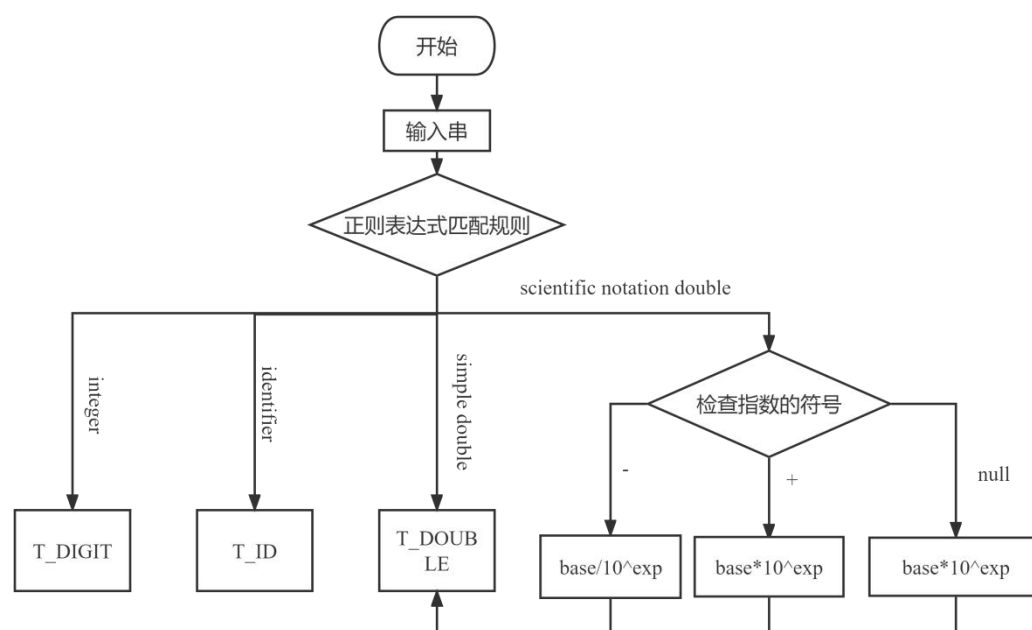 开始
输入串
正则表达式匹配规则
scientific notation double
integer
identifier
simple double
检查指数的符号
-
+
null
T_DIGIT
T_ID
T_DOUB
LE
base/10^exp
base*10^exp
base*10^exp